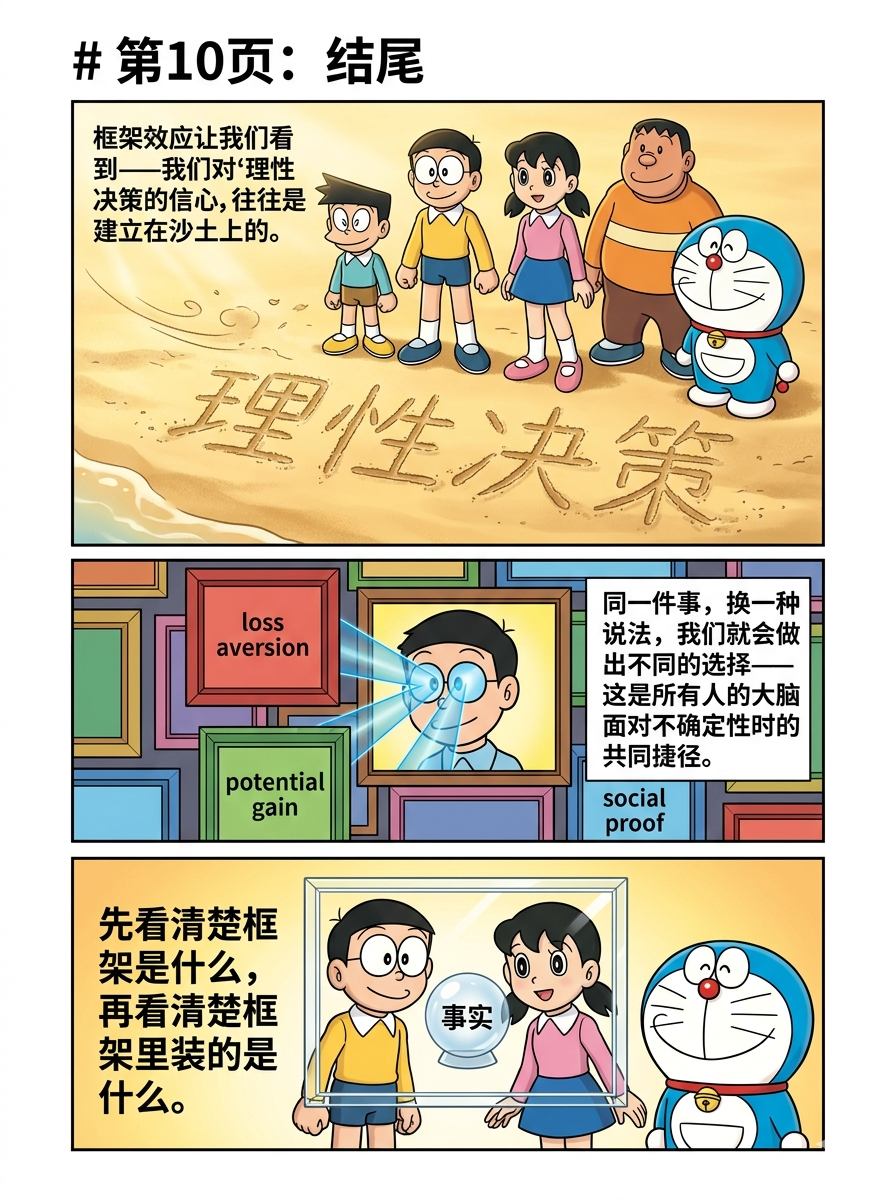 # 第10页：结尾
框架效应让我们看
到——我们对‘理性
决策的信心，往往是
建立在沙土上的。
理性决策
loss
aversion
potential
gain
同一件事，换一种
说法，我们就会做
出不同的选择——
这是所有人的大脑
面对不确定性时的
共同捷径。
social
proof
先看清楚框
架是什么，
再看清楚框
架里装的是
什么。
事实